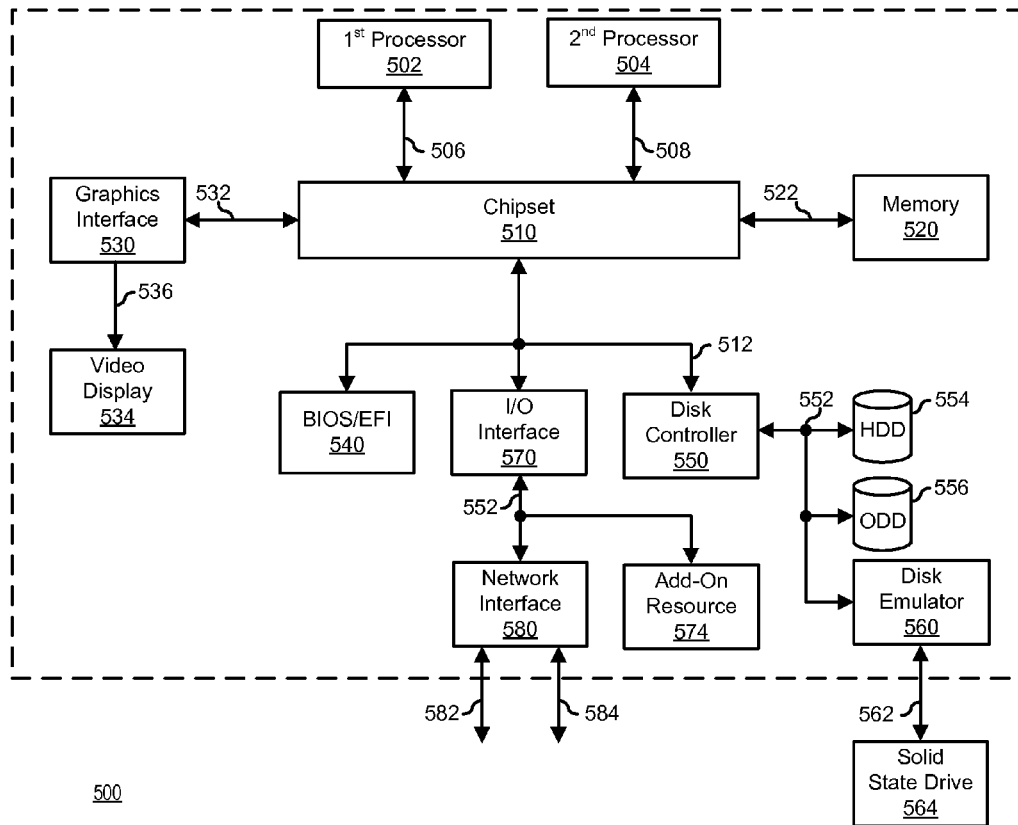 1st Processor
502
2nd Processor
504
506
508
Graphics
Interface
530
532
Chipset
510
522
Memory
520
536
Video
Display
534
512
BIOS/EFI
540
I/O
Interface
570
Disk
Controller
550
552
HDD
554
ODD
556
552
Network
Interface
580
Add-On
Resource
574
Disk
Emulator
560
582
584
562
Solid
State Drive
564
500